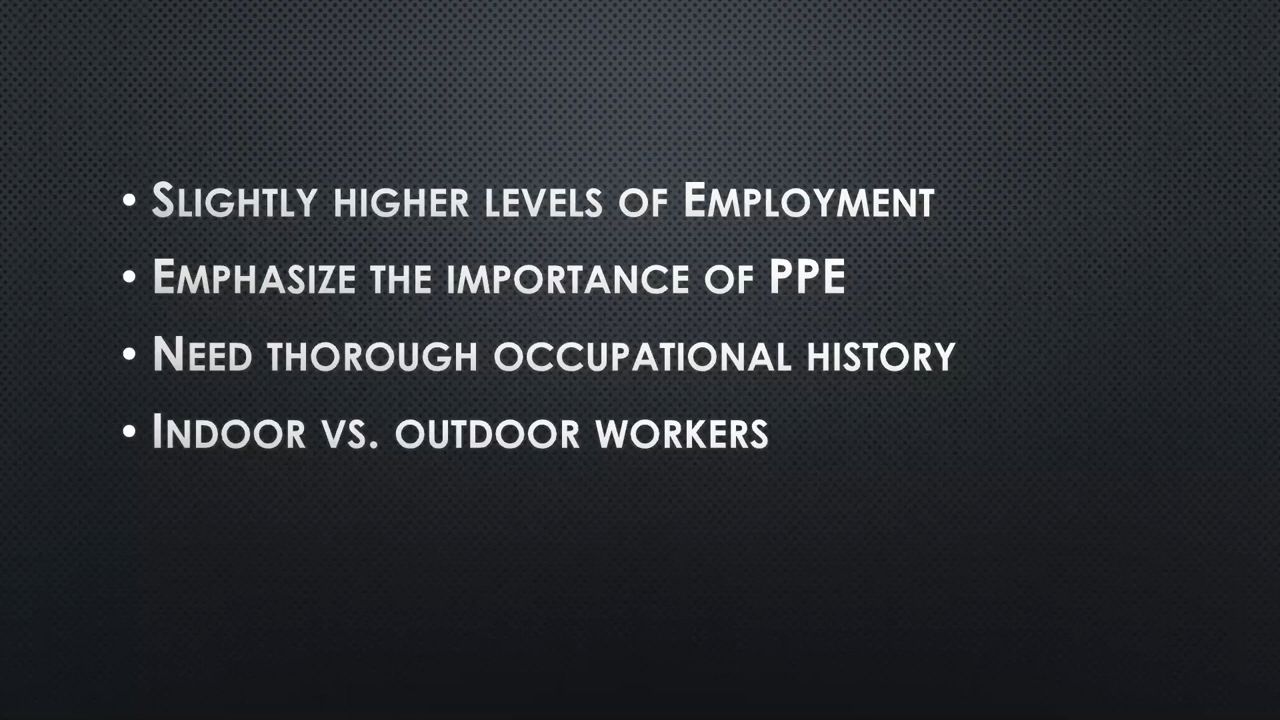 • Slightly higher levels of Employment
• Emphasize the importance of PPE
• Need thorough occupational history
• Indoor vs. outdoor workers